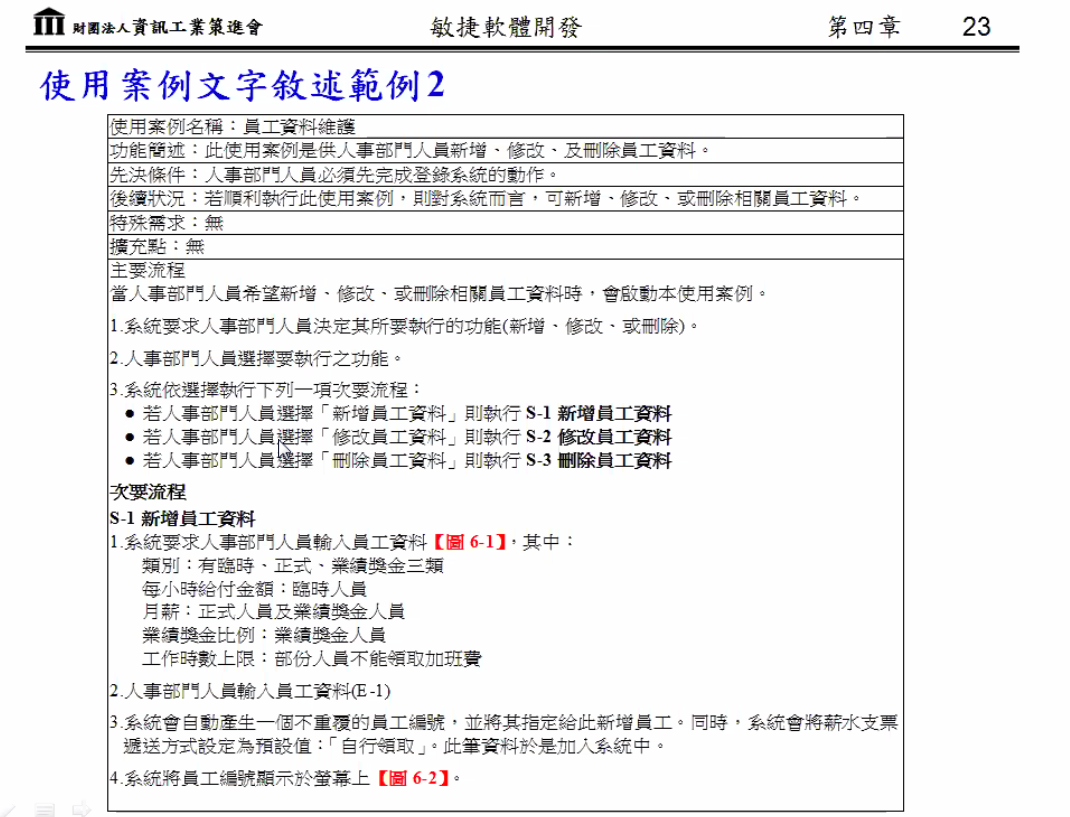 財團法人資訊工業策進會 敏捷軟體開發 第四章 23
使用案例文字敘述範例2
使用案例名稱：員工資料維護
功能簡述：此使用案例是供人事部門人員新增、修改、及刪除員工資料。
先決條件：人事部門人員必須先完成登錄系統的動作。
後續狀況：若順利執行此使用案例，則對系統而言，可新增、修改、或刪除相關員工資料。
特殊需求：無
擴充點：無
主要流程
當人事部門人員希望新增、修改、或刪除相關員工資料時，會啟動本使用案例。
1.系統要求人事部門人員決定其所要執行的功能(新增、修改、或刪除)。
2.人事部門人員選擇要執行之功能。
3.系統依選擇執行下列一項次要流程：
● 若人事部門人員選擇「新增員工資料」則執行 S-1 新增員工資料
● 若人事部門人員選擇「修改員工資料」則執行 S-2 修改員工資料
● 若人事部門人員選擇「刪除員工資料」則執行 S-3 刪除員工資料
次要流程
S-1 新增員工資料
1.系統要求人事部門人員輸入員工資料【圖 6-1】，其中：
類別：有臨時、正式、業績獎金三類
每小時給付金額：臨時人員
月薪：正式人員及業績獎金人員
業績獎金比例：業績獎金人員
工作時數上限：部份人員不能領取加班費
2.人事部門人員輸入員工資料(E-1)
3.系統會自動產生一個不重覆的員工編號，並將其指定給此新增員工。同時，系統會將薪水支票
遞送方式設定為預設值：「自行領取」。此筆資料於是加入系統中。
4.系統將員工編號顯示於螢幕上【圖 6-2】。